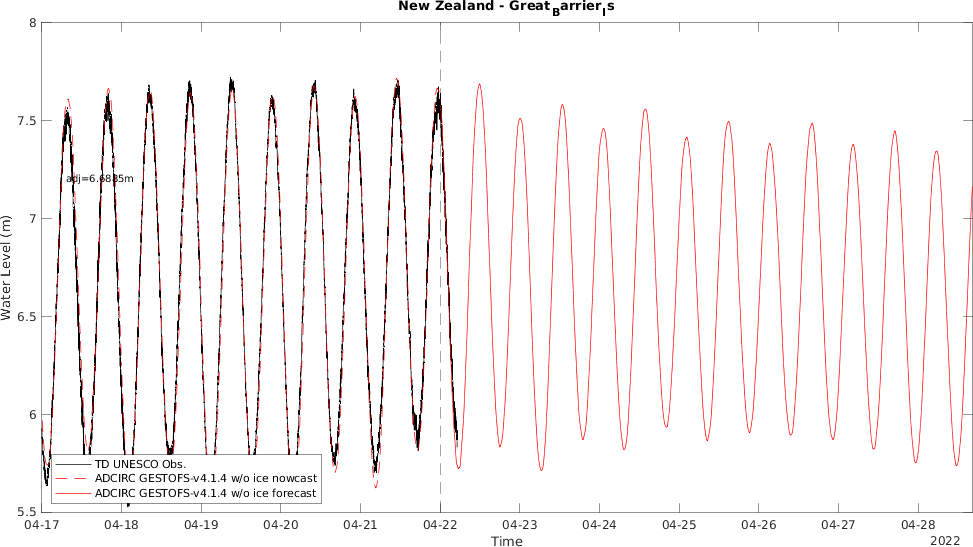 New Zealand - Great_Barrier_Is
8
7.5
7
6.5
6
5.5
Water Level (m)
adj=6.6835m
TD UNESCO Obs.
ADCIRC GESTOFS-v4.1.4 w/o ice nowcast
ADCIRC GESTOFS-v4.1.4 w/o ice forecast
04-17 04-18 04-19 04-20 04-21 04-22 04-23 04-24 04-25 04-26 04-27 04-28
Time
2022